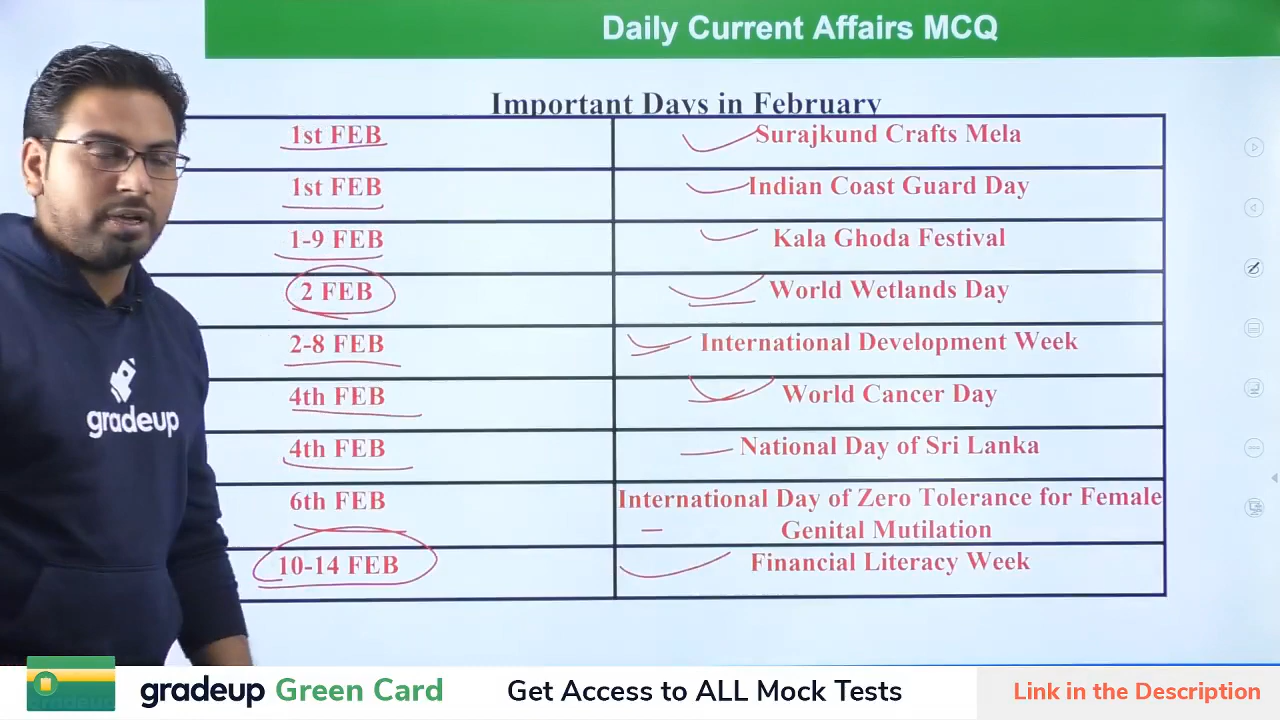 Daily Current Affairs MCQ
Important Days in February
1st FEB Surajkund Crafts Mela
1st FEB Indian Coast Guard Day
1-9 FEB Kala Ghoda Festival
2 FEB World Wetlands Day
2-8 FEB International Development Week
4th FEB World Cancer Day
4th FEB National Day of Sri Lanka
6th FEB International Day of Zero Tolerance for Female
Genital Mutilation
10-14 FEB Financial Literacy Week
gradeup
gradeup Green Card Get Access to ALL Mock Tests Link in the Description